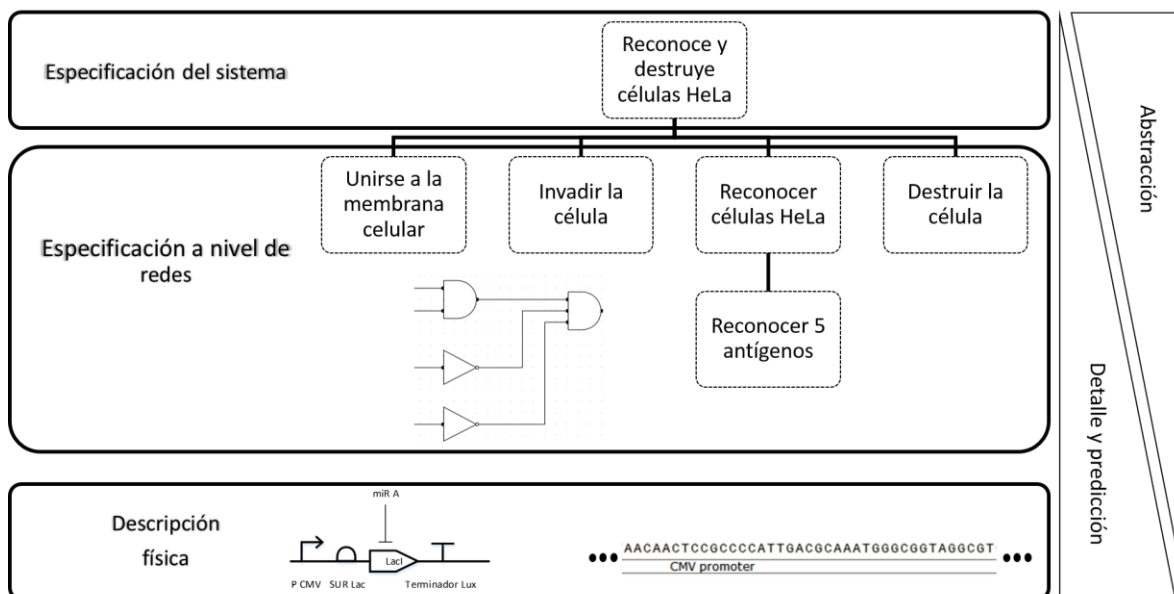 Especificación del sistema
Reconoce y
destruye
células HeLa
Especificación a nivel de
redes
Unirse a la
membrana
celular
Invadir la
célula
Reconocer
células HeLa
Destruir la
célula
Reconocer 5
antígenos
Descripción
física
miR A
LacI
P CMV SUR Lac Terminador Lux
AACAACTCCGCCCCATTGACGCAAATGGGCGGTAGGCGT
CMV promoter
Abstracción
Detalle y predicción